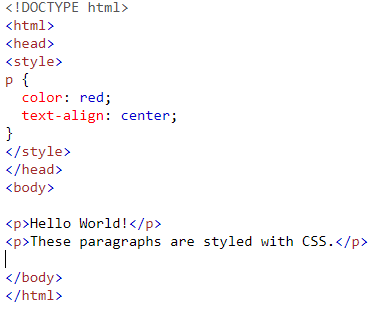 <!DOCTYPE html>
<html>
<head>
<style>
p {
  color: red;
  text-align: center;
}
</style>
</head>
<body>

<p>Hello World!</p>
<p>These paragraphs are styled with CSS.</p>

</body>
</html>